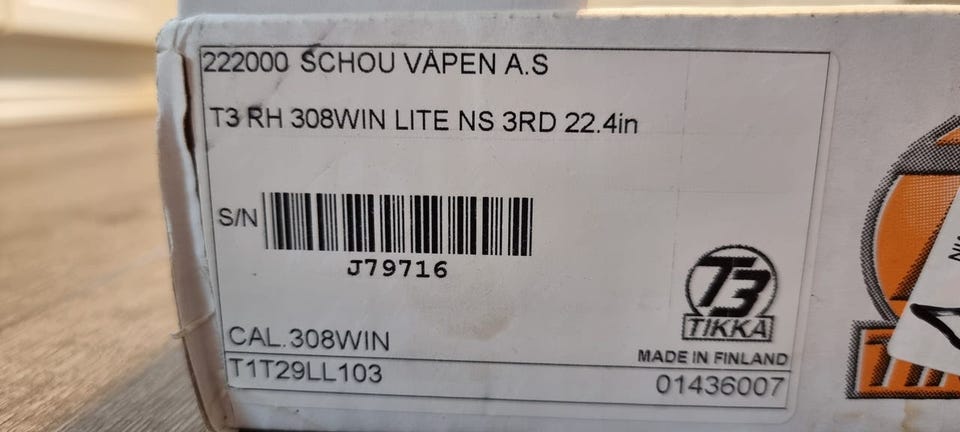 222000 SCHOU VÅPEN A.S
T3 RH 308WIN LITE NS 3RD 22.4in
S/N
J79716
T3
TIKKA
CAL.308WIN
MADE IN FINLAND
T1T29LL103
01436007